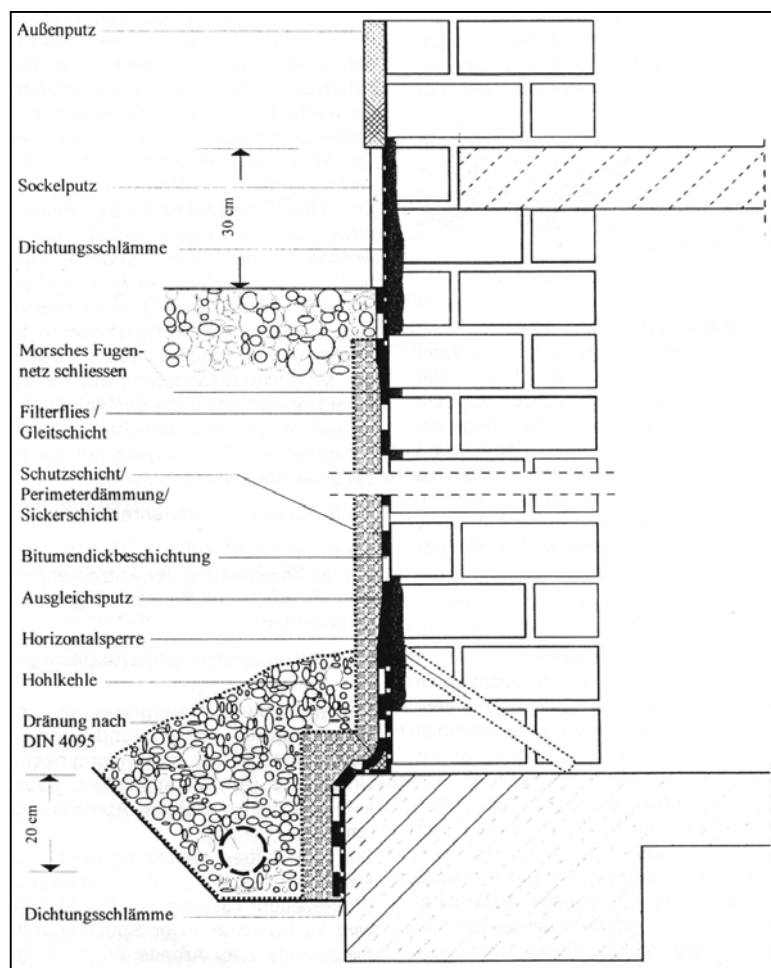 Außenputz
Sockelputz
30 cm
Dichtungsschlämme
Morsches Fugen-
netz schliessen
Filterflies /
Gleitschicht
Schutzschicht/
Perimeterdämmung/
Sickerschicht
Bitumendickbeschichtung
Ausgleichsputz
Horizontalsperre
Hohlkehle
Dränung nach
DIN 4095
20 cm
Dichtungsschlämme